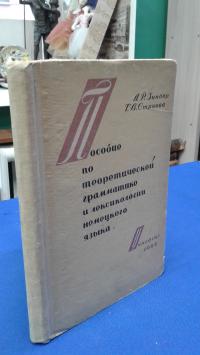 Л. Р. Зиндер
Т. В. Строева
Пособие
по
теоретической
грамматике
и лексикологии
немецкого
языка.